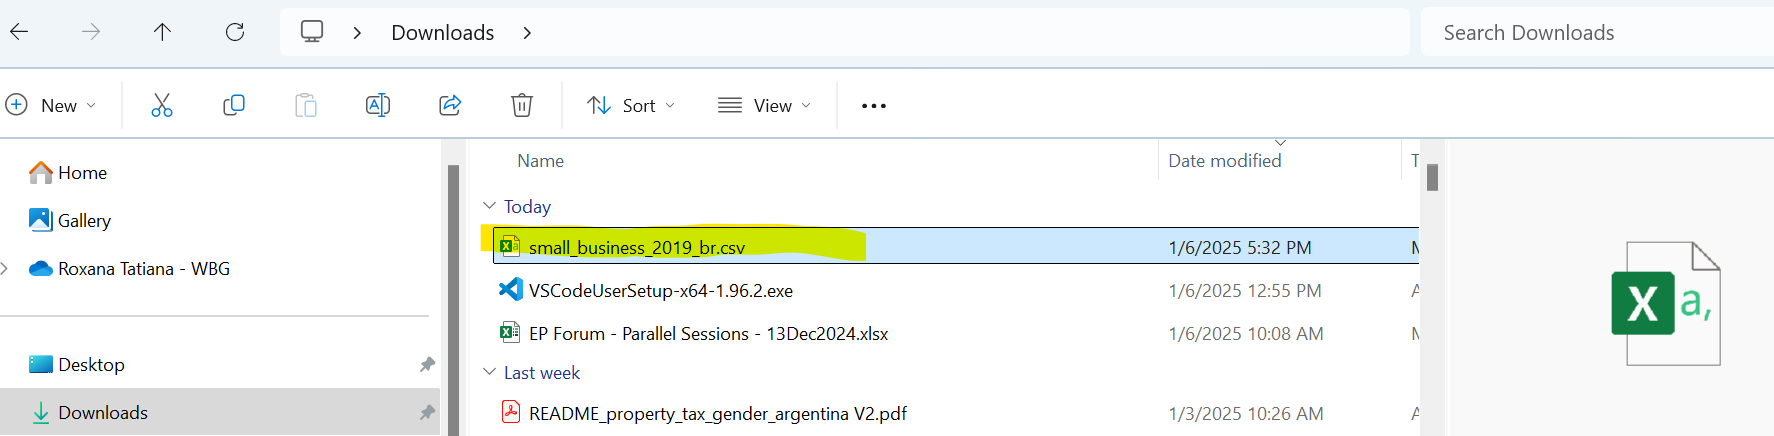 Downloads
Search Downloads
New
Sort
View
Name
Date modified
Home
Gallery
Roxana Tatiana - WBG
Desktop
Downloads
Today
small_business_2019_br.csv 1/6/2025 5:32 PM
VSCodeUserSetup-x64-1.96.2.exe 1/6/2025 12:55 PM
EP Forum - Parallel Sessions - 13Dec2024.xlsx 1/6/2025 10:08 AM
Last week
README_property_tax_gender_argentina V2.pdf 1/3/2025 10:26 AM
X a,